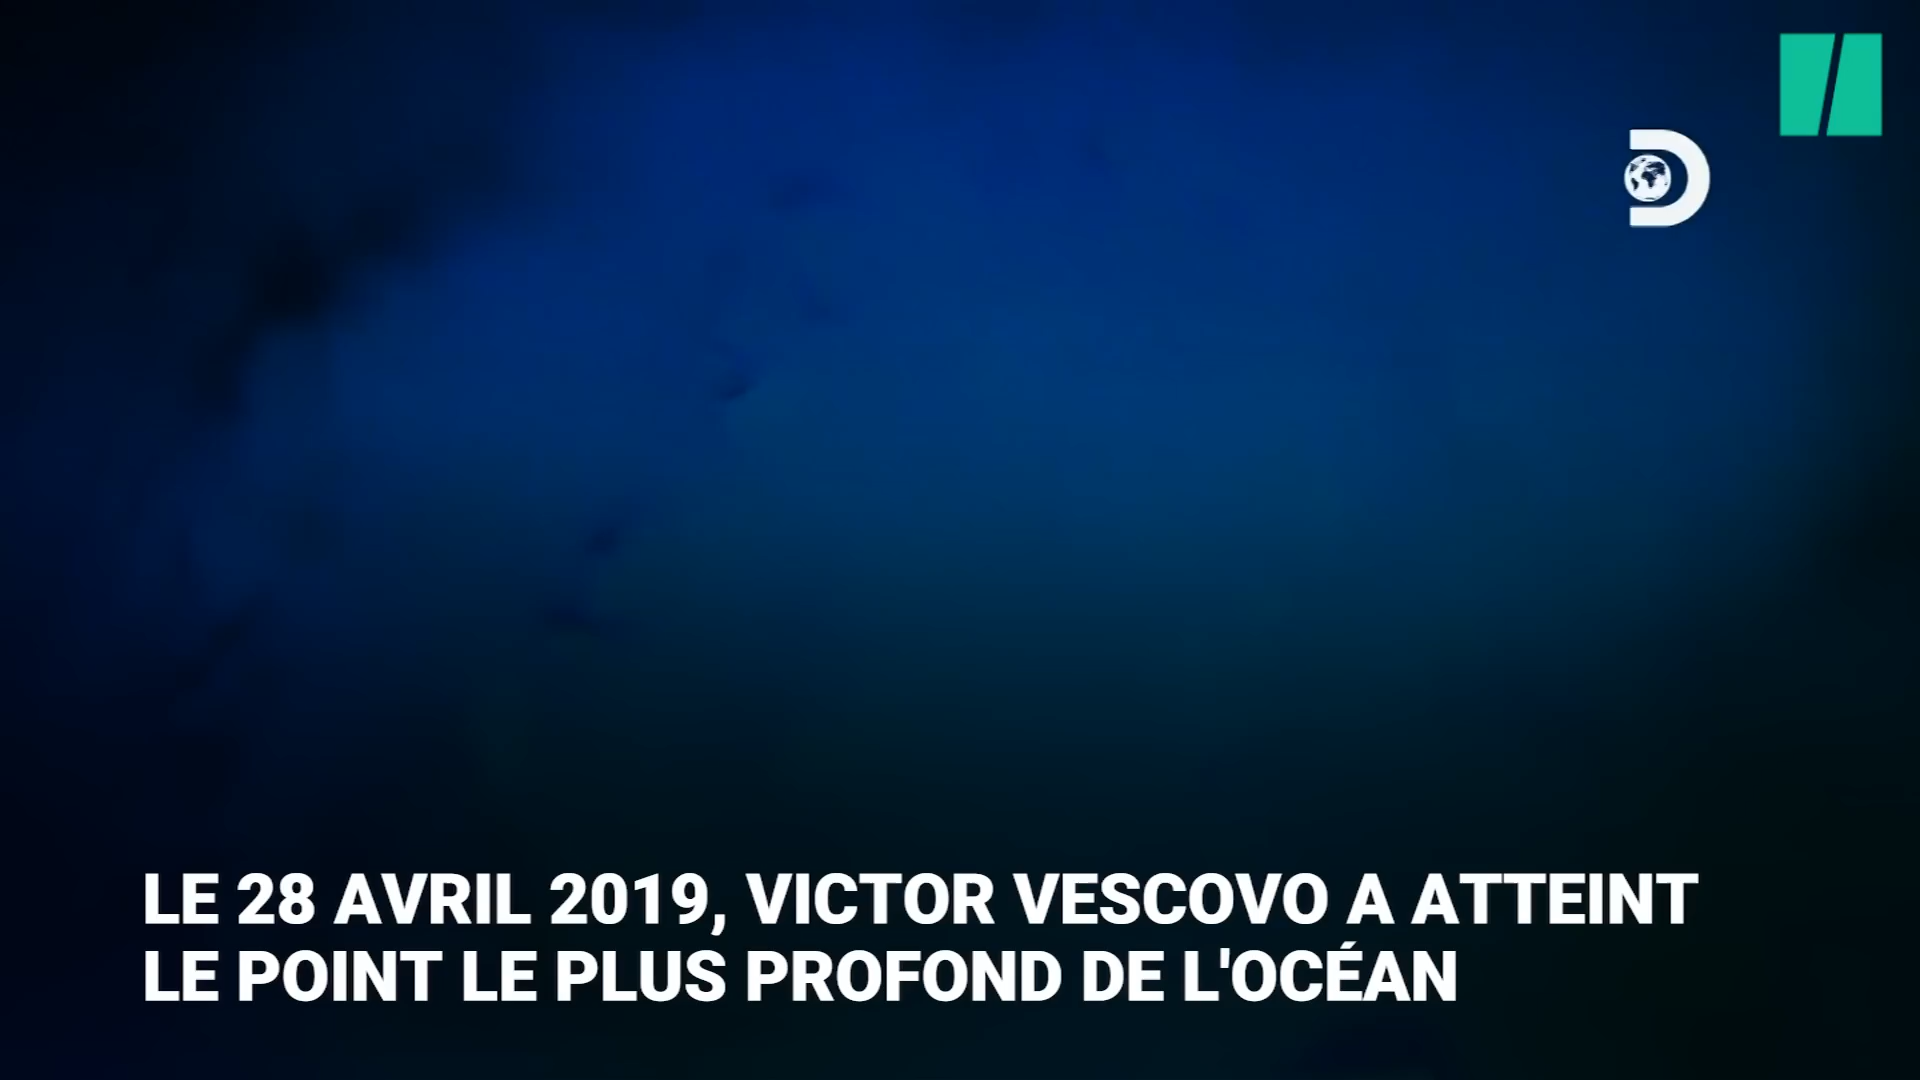 LE 28 AVRIL 2019, VICTOR VESCOVO A ATTEINT
LE POINT LE PLUS PROFOND DE L'OCÉAN